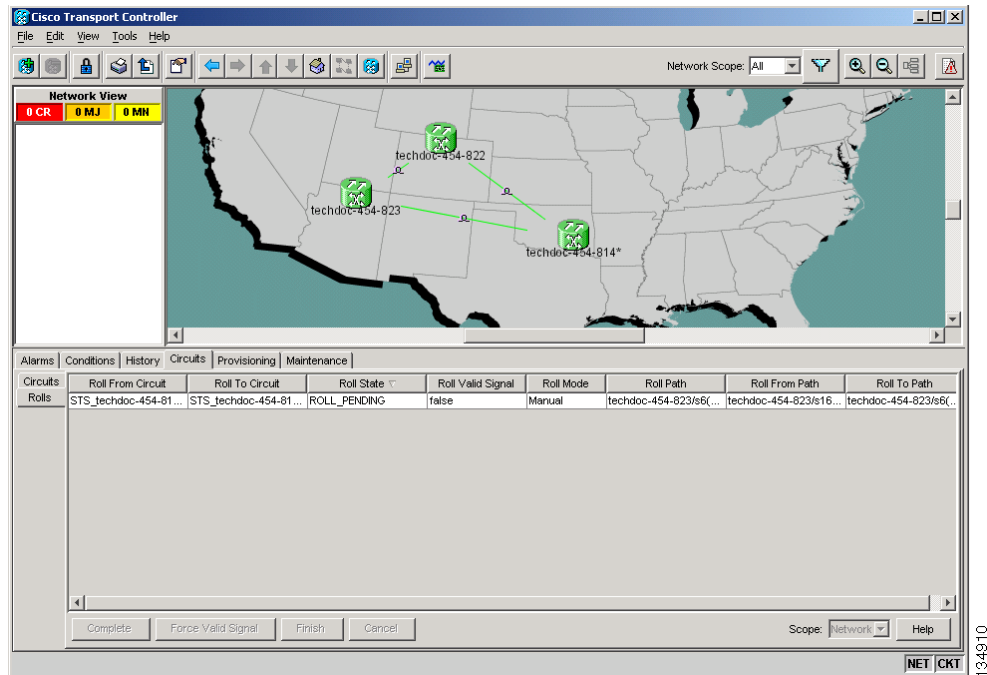 Cisco Transport Controller
File Edit View Tools Help
Network Scope: All
Network View
0 CR 0 MJ 0 MN
techdoc-454-822
techdoc-454-823
techdoc-454-814*
Alarms Conditions History Circuits Provisioning Maintenance
Circuits
Rolls
Roll From Circuit Roll To Circuit Roll State Roll Valid Signal Roll Mode Roll Path Roll From Path Roll To Path
STS_techdoc-454-81... STS_techdoc-454-81... ROLL_PENDING false Manual techdoc-454-823/s6(... techdoc-454-823/s16... techdoc-454-823/s6(..
Complete Force Valid Signal Finish Cancel
Scope: Network Help
NET CKT
134910